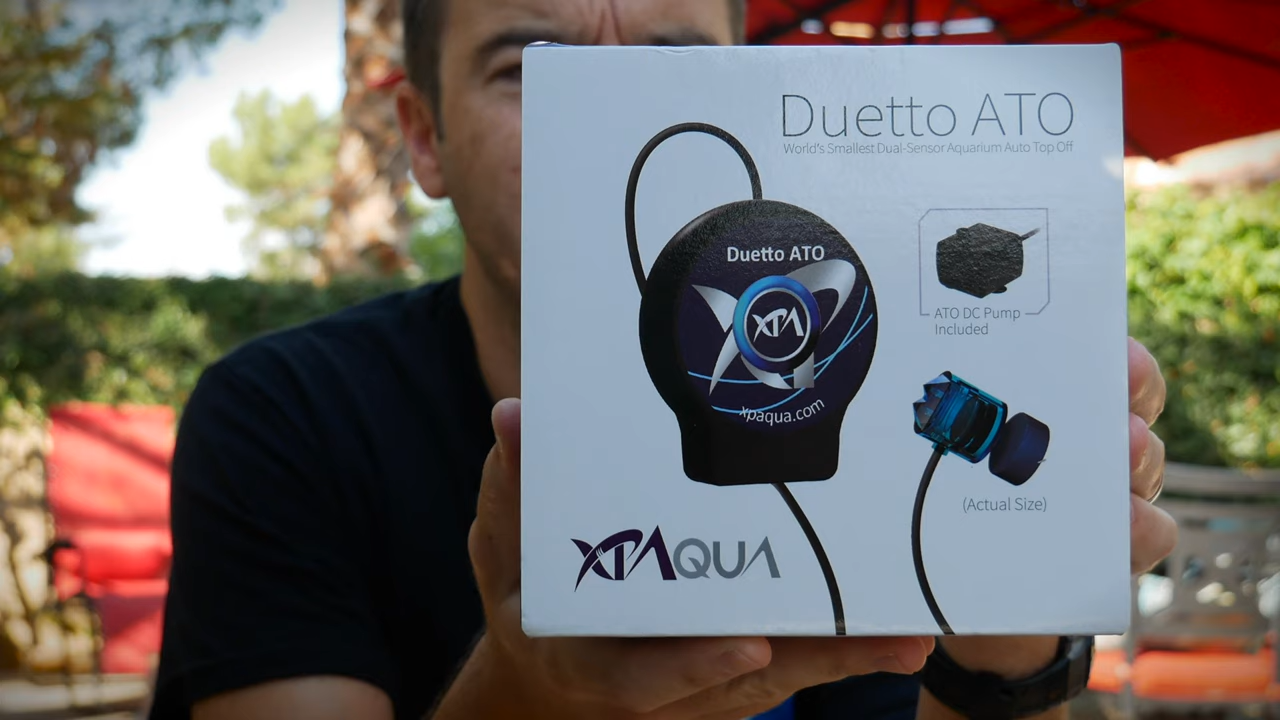 Duetto ATO
World's Smallest Dual-Sensor Aquarium Auto Top Off
Duetto ATO
XPA
xpaqua.com
ATO DC Pump
Included
(Actual Size)
XPAQUA